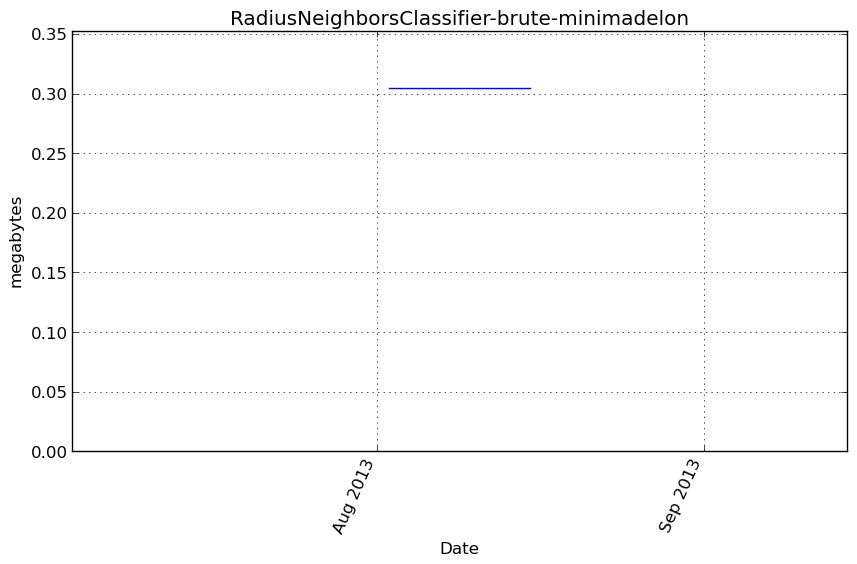 RadiusNeighborsClassifier-brute-minimadelon
0.35
0.30
0.25
0.20
0.15
0.10
0.05
0.00
megabytes
Aug 2013
Sep 2013
Date